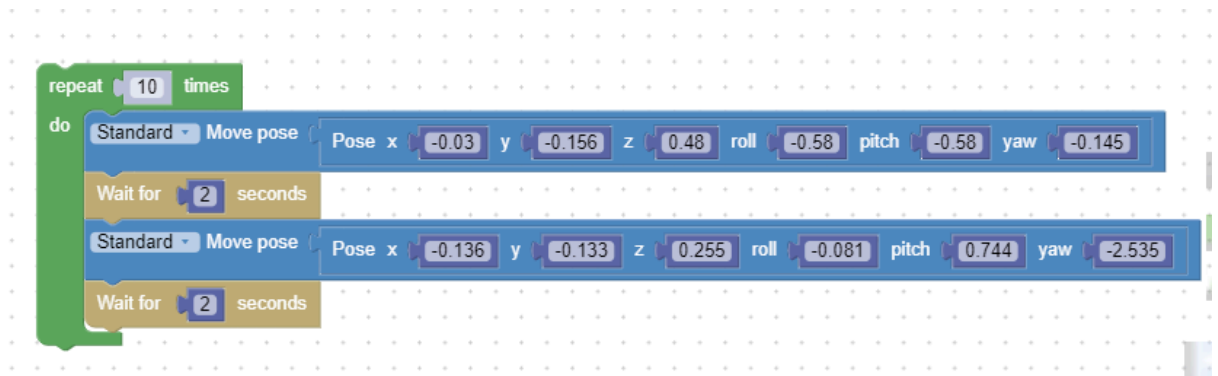 repeat 10 times
do Standard Move pose Pose x -0.03 y -0.156 z 0.48 roll -0.58 pitch -0.58 yaw -0.145
Wait for 2 seconds
Standard Move pose Pose x -0.136 y -0.133 z 0.255 roll -0.081 pitch 0.744 yaw -2.535
Wait for 2 seconds